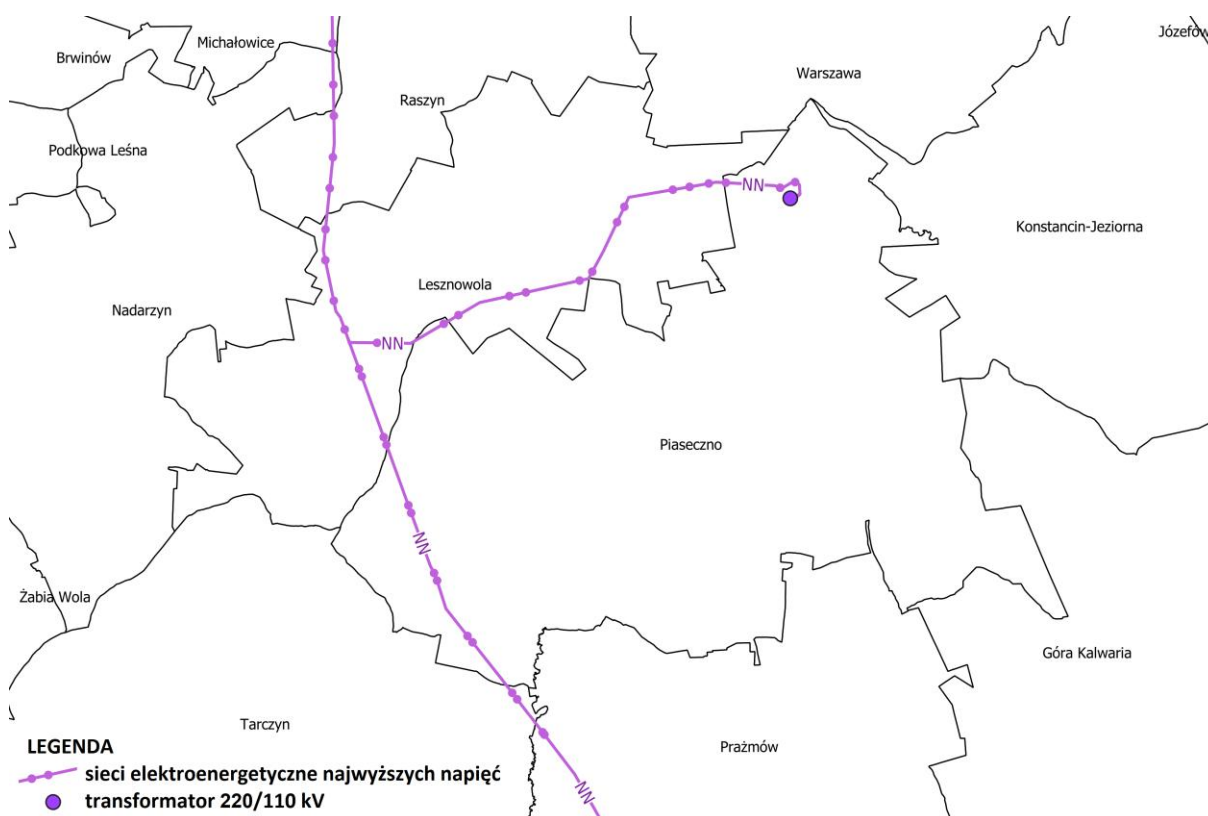 Michałowice
Józefów
Brwinów
Warszawa
Raszyn
Podkowa Leśna
NN
Konstancin-Jeziorna
Lesznowola
Nadarzyn
NN
Piaseczno
NN
Żabia Wola
Góra Kalwaria
Tarczyn
Prażmów
LEGENDA
sieci elektroenergetyczne najwyższych napięć
NN
transformator 220/110 kV